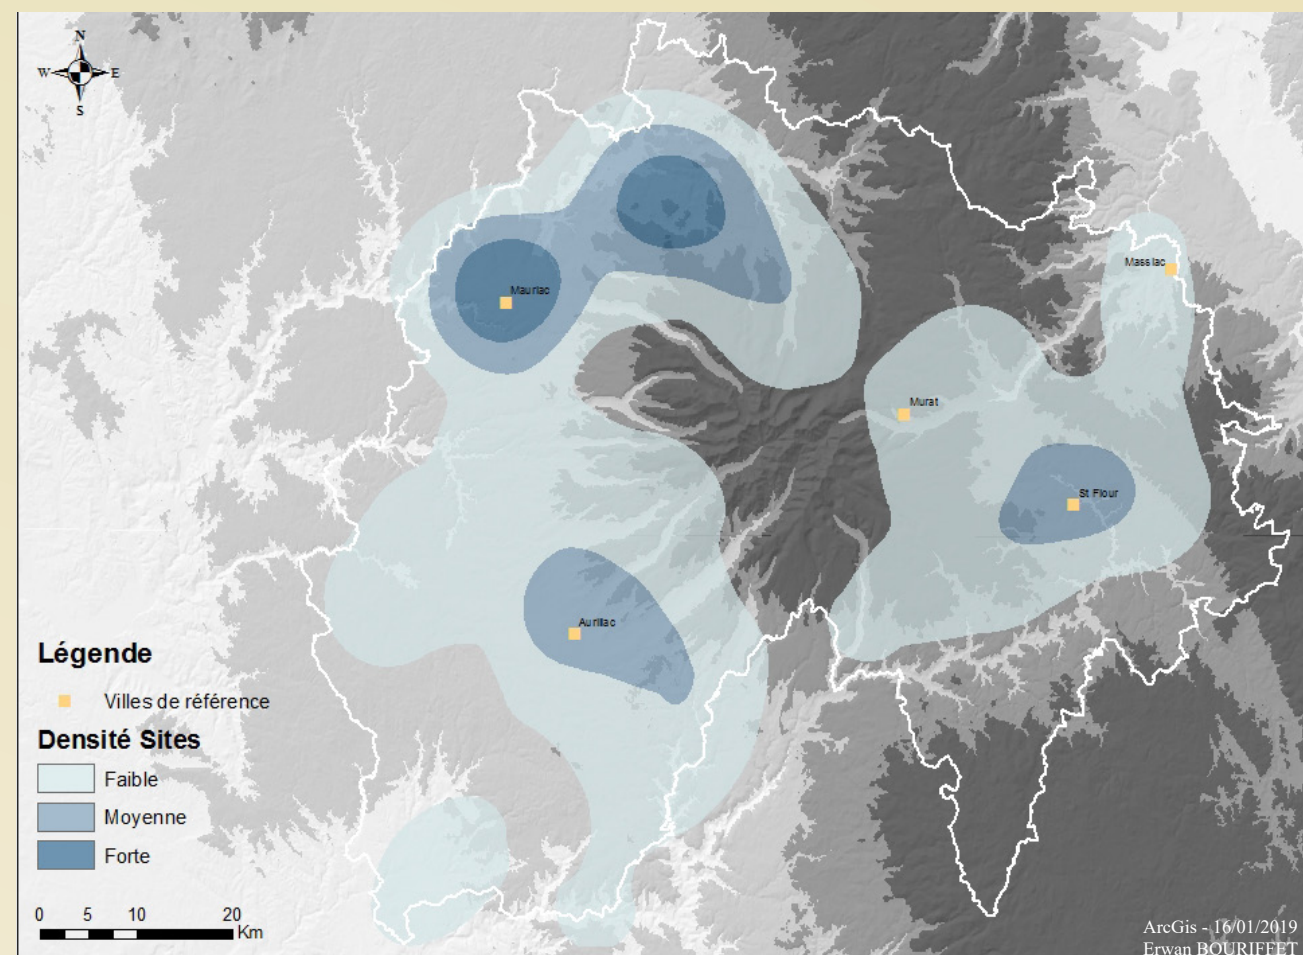 N
W E
S
Massiac
Mauriac
Murat
St Flour
Aurillac
Légende
Villes de référence
Densité Sites
Faible
Moyenne
Forte
0 5 10 20
Km
ArcGis - 16/01/2019
Erwan BOURIFFET